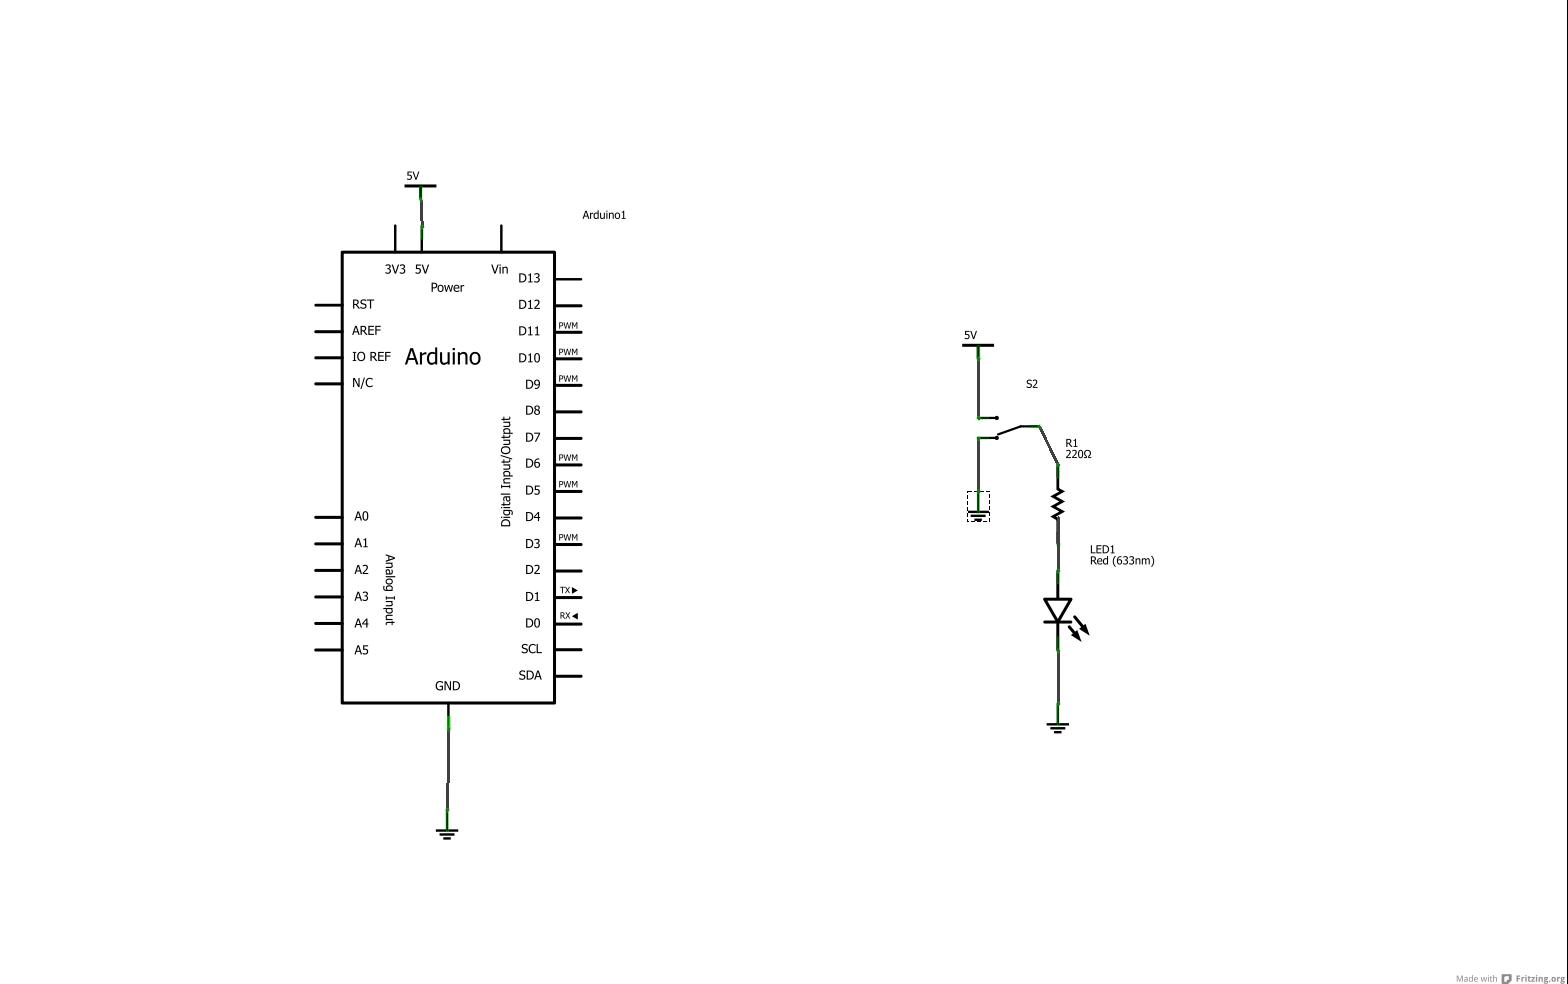 5V
Arduino1
3V3 5V Vin
Power
D13
RST
D12
AREF
D11 PWM
IO REF
Arduino
D10 PWM
N/C
D9 PWM
D8
D7
D6 PWM
D5 PWM
Digital Input/Output
A0
D4
A1
D3 PWM
A2
D2
Analog Input
A3
D1 TX
A4
D0 RX
A5
SCL
SDA
GND
5V
S2
R1
220Ω
LED1
Red (633nm)
Made with Fritzing.org